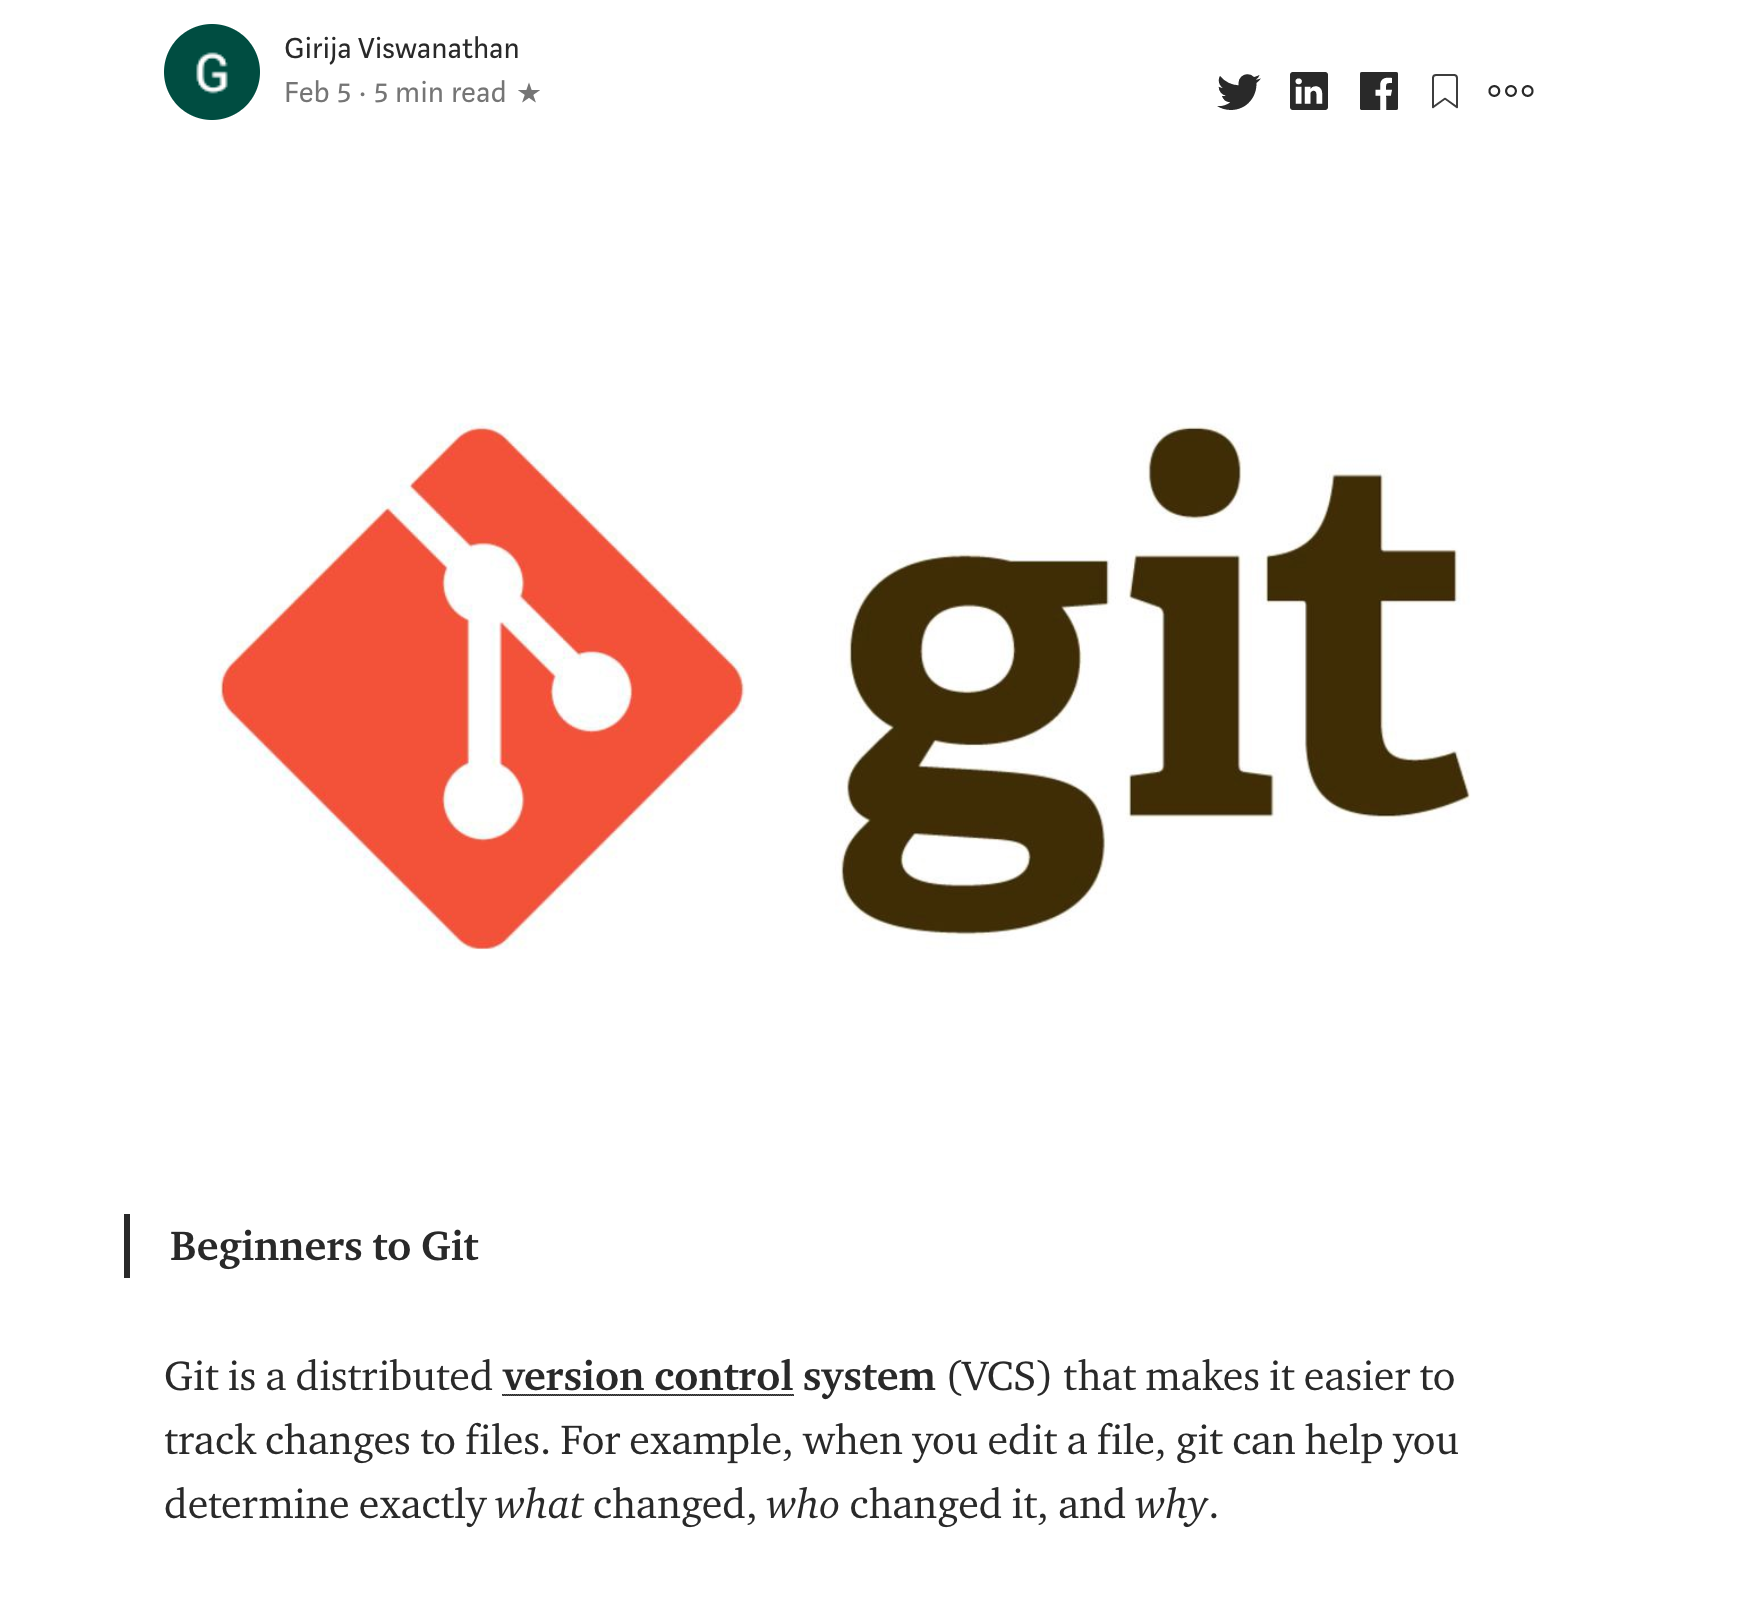 G
Girija Viswanathan
Feb 5 · 5 min read ★
in
f
git
Beginners to Git
Git is a distributed version control system (VCS) that makes it easier to
track changes to files. For example, when you edit a file, git can help you
determine exactly what changed, who changed it, and why.